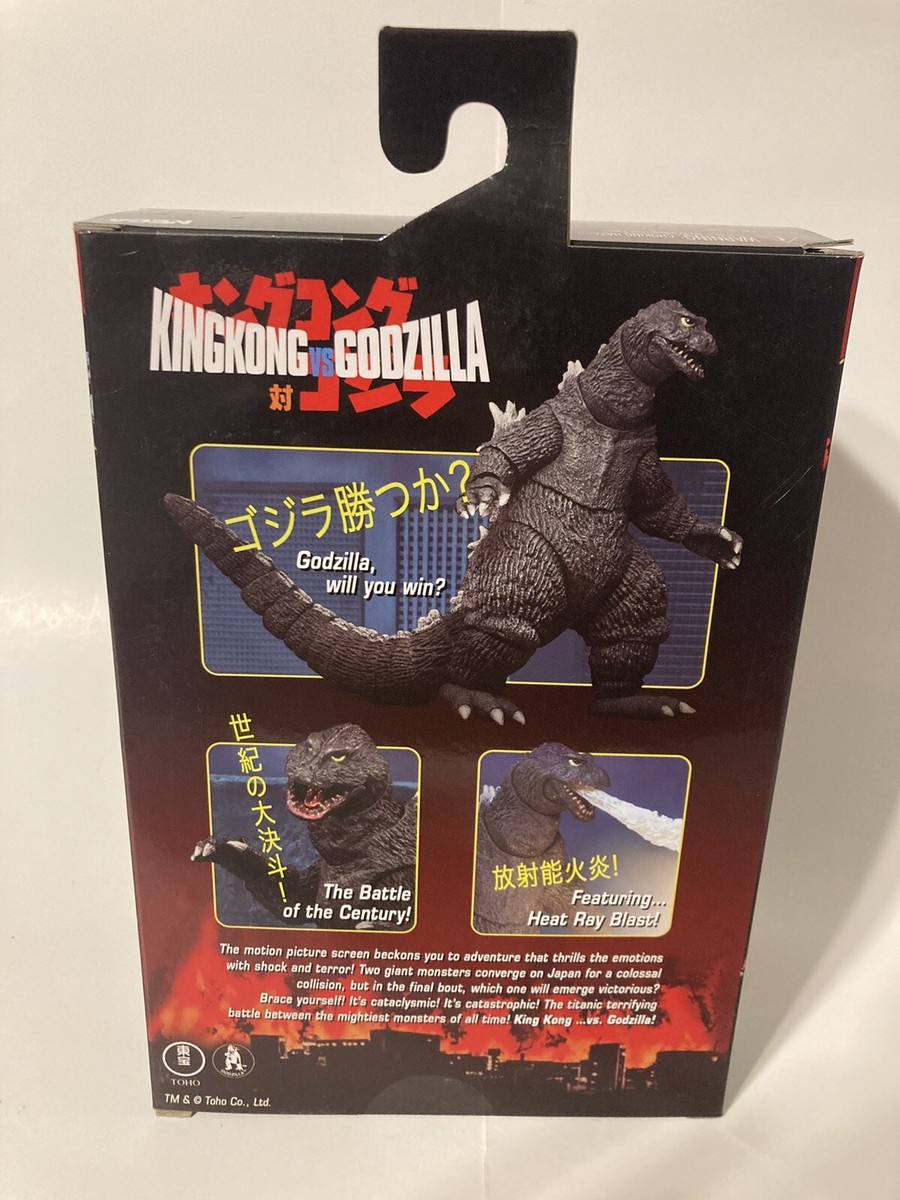 NECA
WARNING:
キングコング
KINGKONG VS GODZILLA
対 ゴジラ
ゴジラ勝つか?
Godzilla,
will you win?
世紀の大決斗!
The Battle
of the Century!
放射能火炎!
Featuring...
Heat Ray Blast!
The motion picture screen beckons you to adventure that thrills the emotions
with shock and terror! Two giant monsters converge on Japan for a colossal
collision, but in the final bout, which one will emerge victorious?
Brace yourself! It's cataclysmic! It's catastrophic! The titanic terrifying
battle between the mightiest monsters of all time! King Kong ...vs. Godzilla!
東宝
TOHO
GODZILLA
TM & © Toho Co., Ltd.